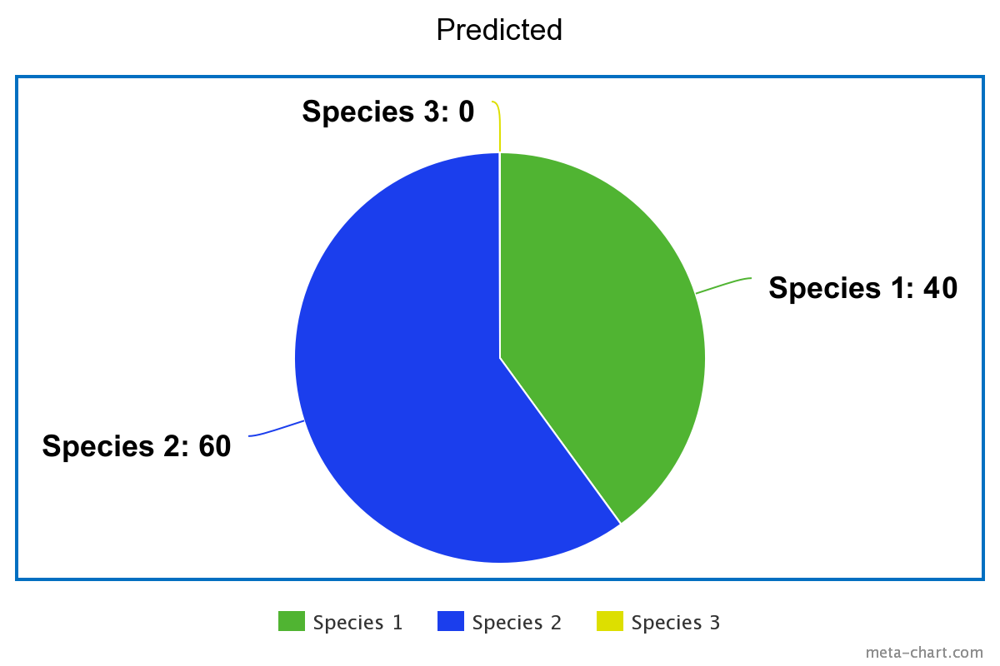 Predicted
Species 3: 0
Species 1: 40
Species 2: 60
Species 1
Species 2
Species 3
meta-chart.com